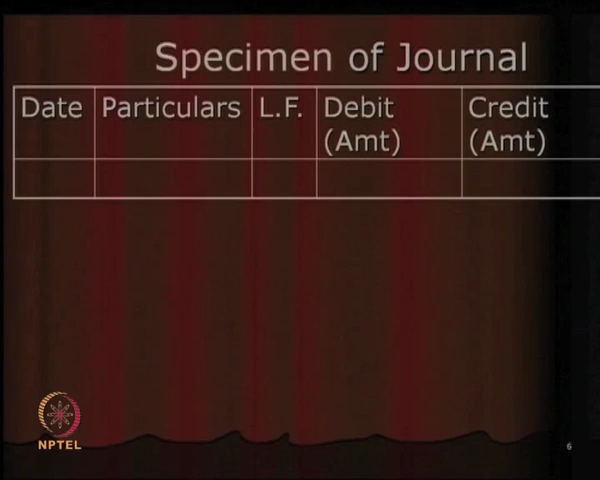 Specimen of Journal
Date Particulars L.F. Debit (Amt) Credit (Amt)
NPTEL
6